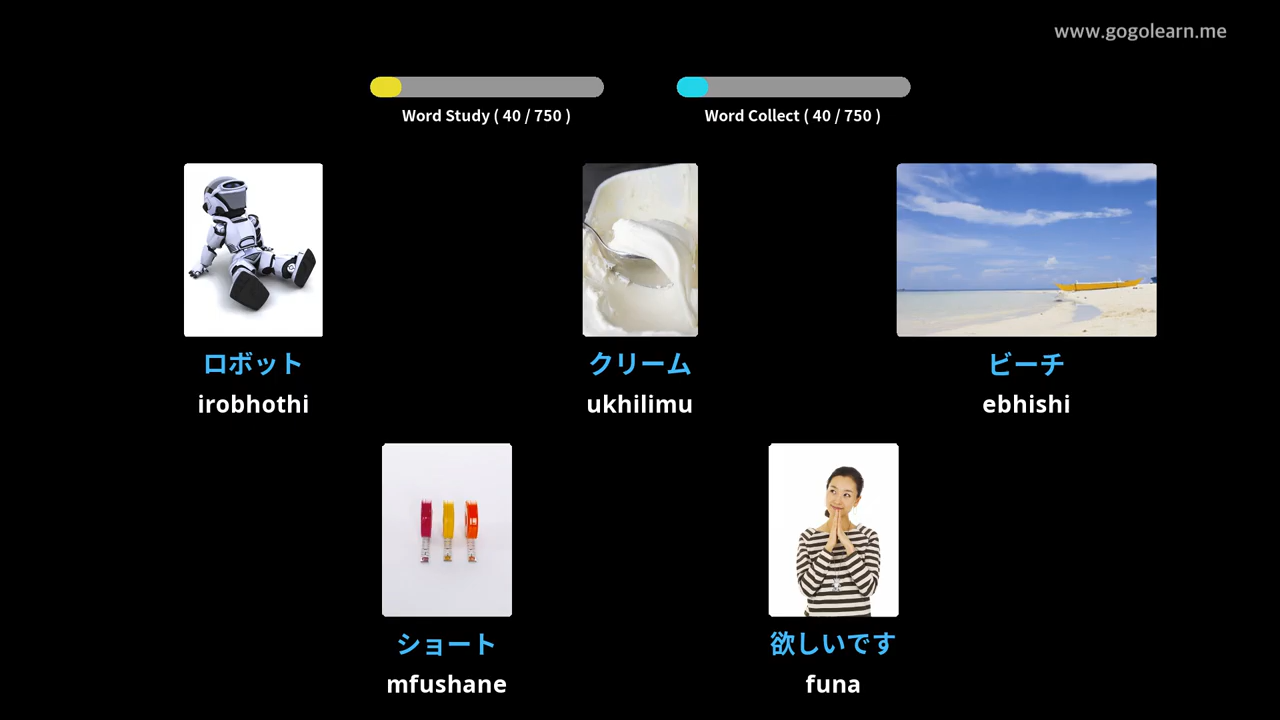 www.gogolearn.me
Word Study ( 40 / 750 )
Word Collect ( 40 / 750 )
ロボット
クリーム
ビーチ
irobhothi
ukhilimu
ebhishi
ショート
欲しいです
mfushane
funa